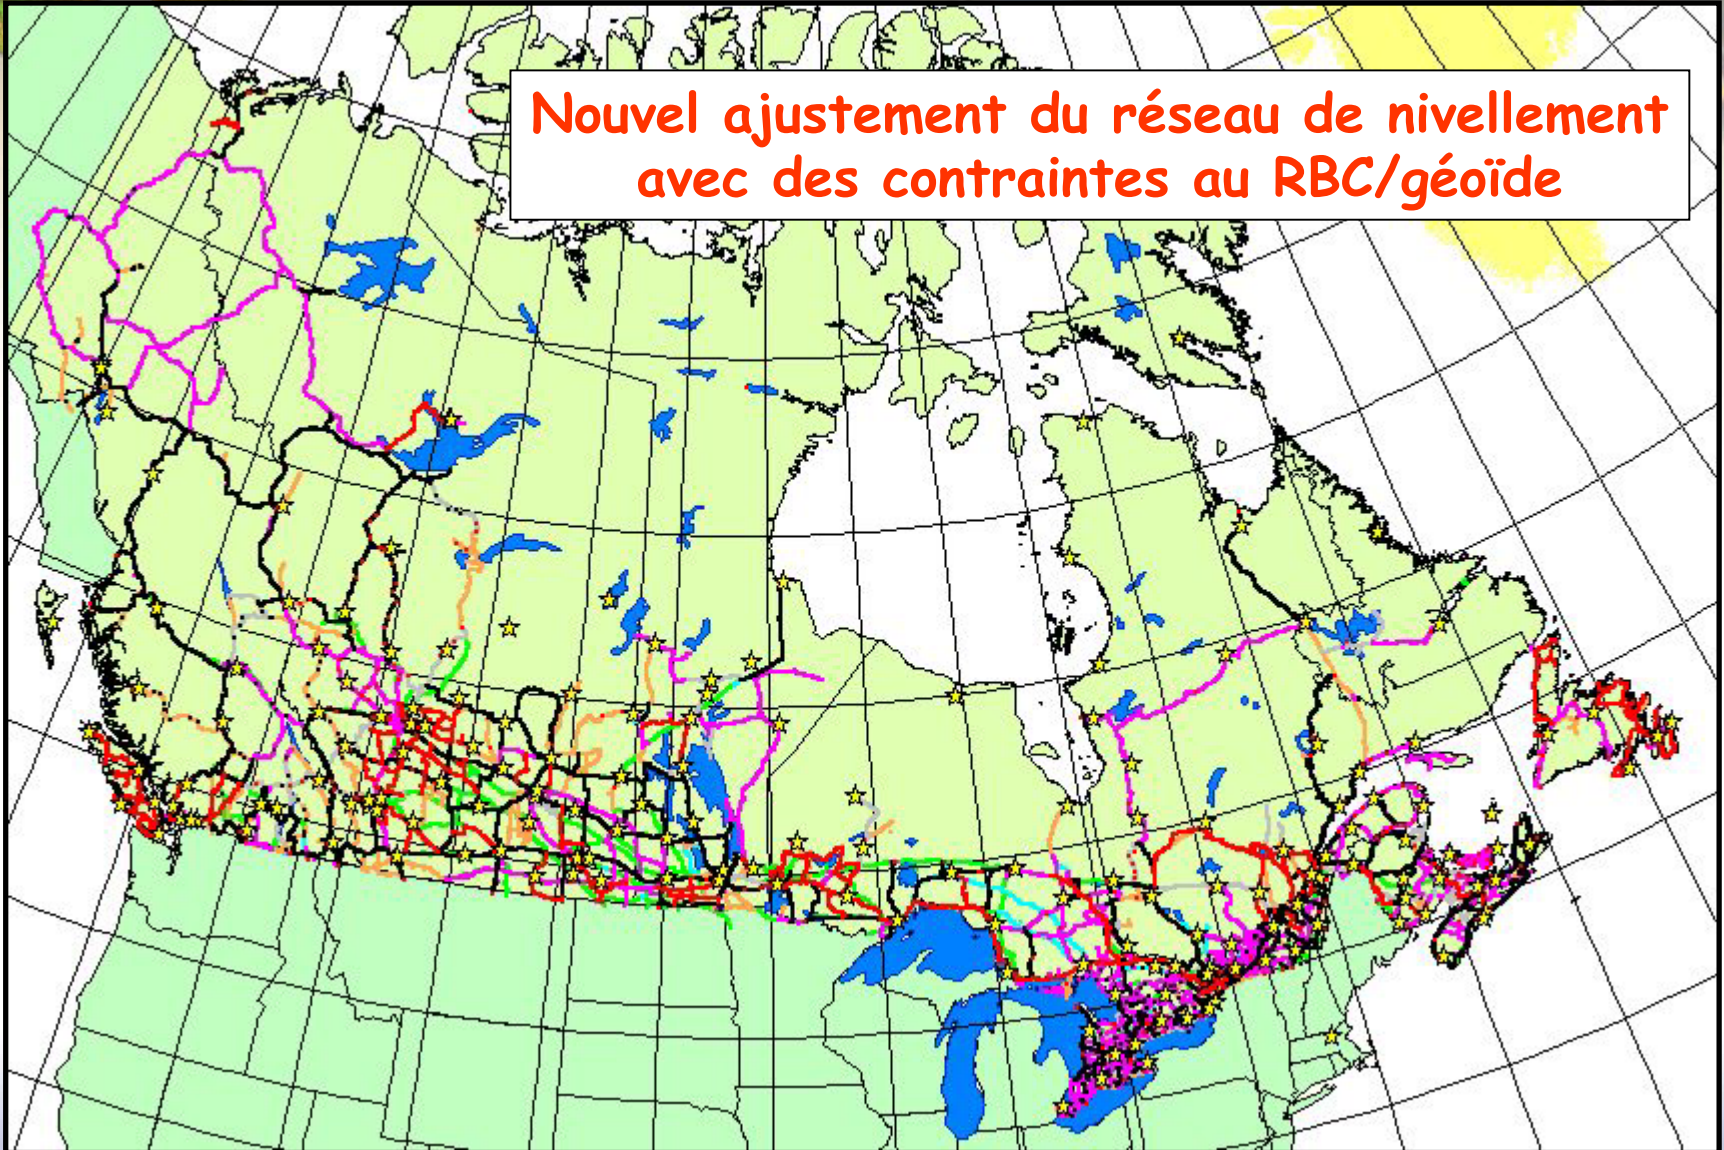 Nouvel ajustement du réseau de nivellement
avec des contraintes au RBC/géoïde